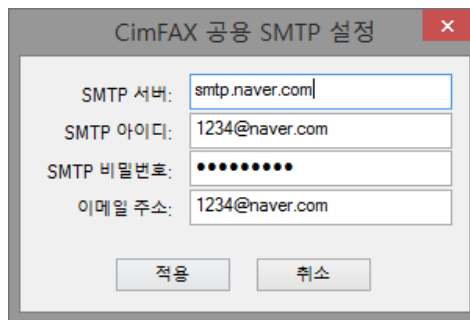 CimFAX 공용 SMTP 설정
SMTP 서버: smtp.naver.com
SMTP 아이디: 1234@naver.com
SMTP 비밀번호: ●●●●●●●●●
이메일 주소: 1234@naver.com
적용 취소